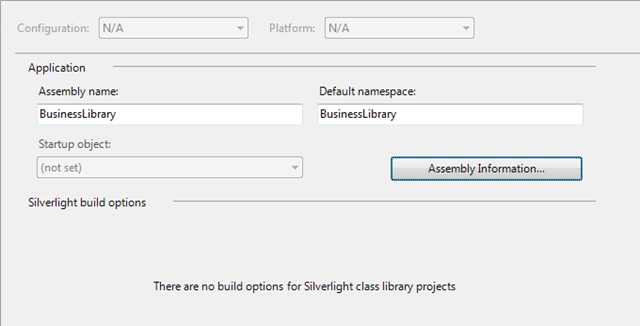 Configuration: N/A Platform: N/A
Application
Assembly name: Default namespace:
BusinessLibrary BusinessLibrary
Startup object:
(not set) Assembly Information...
Silverlight build options
There are no build options for Silverlight class library projects